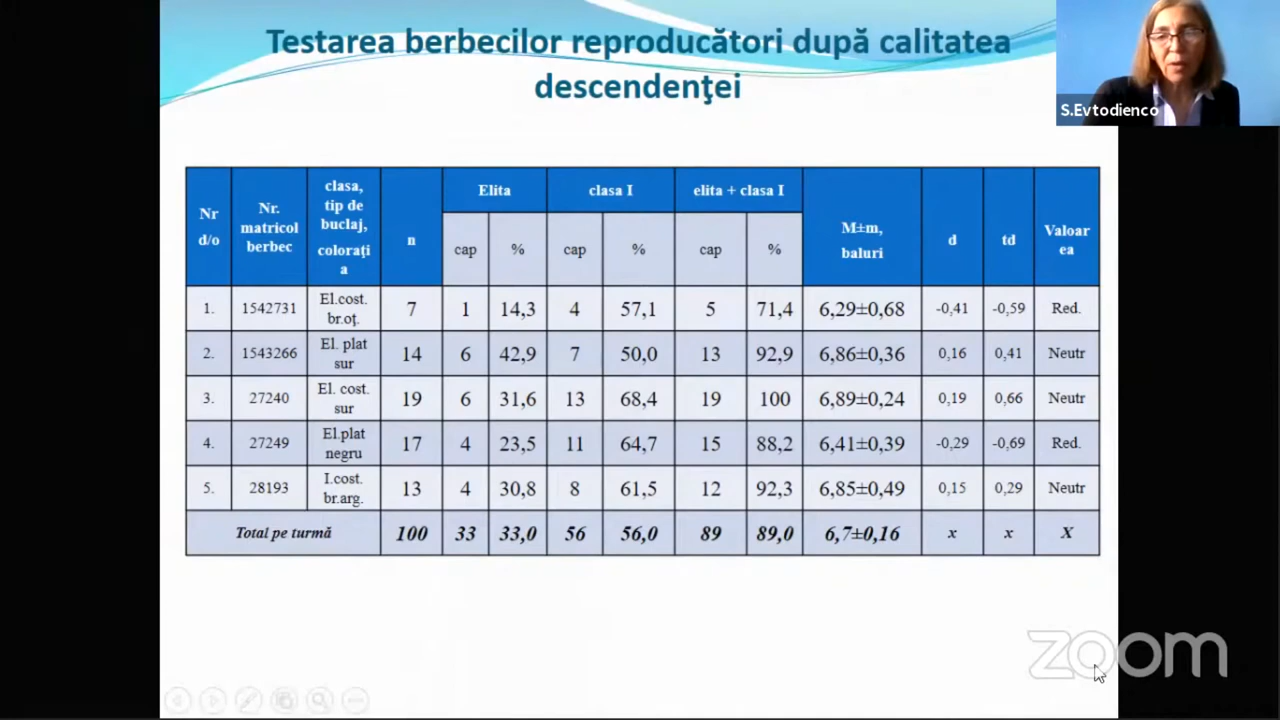 Testarea berbecilor reproducători după calitatea
descendenţei
S.Evtodienco
Nr d/o | Nr. matricol berbec | clasa, tip de buclaj, coloraţia | n | Elita | clasa I | elita + clasa I | M±m, baluri | d | td | Valoarea
cap | % | cap | % | cap | %
1. | 1542731 | El.cost. br.oţ. | 7 | 1 | 14,3 | 4 | 57,1 | 5 | 71,4 | 6,29±0,68 | -0,41 | -0,59 | Red.
2. | 1543266 | El. plat sur | 14 | 6 | 42,9 | 7 | 50,0 | 13 | 92,9 | 6,86±0,36 | 0,16 | 0,41 | Neutr
3. | 27240 | El. cost. sur | 19 | 6 | 31,6 | 13 | 68,4 | 19 | 100 | 6,89±0,24 | 0,19 | 0,66 | Neutr
4. | 27249 | El.plat negru | 17 | 4 | 23,5 | 11 | 64,7 | 15 | 88,2 | 6,41±0,39 | -0,29 | -0,69 | Red.
5. | 28193 | I.cost. br.arg. | 13 | 4 | 30,8 | 8 | 61,5 | 12 | 92,3 | 6,85±0,49 | 0,15 | 0,29 | Neutr
Total pe turmă | 100 | 33 | 33,0 | 56 | 56,0 | 89 | 89,0 | 6,7±0,16 | x | x | X
zoom